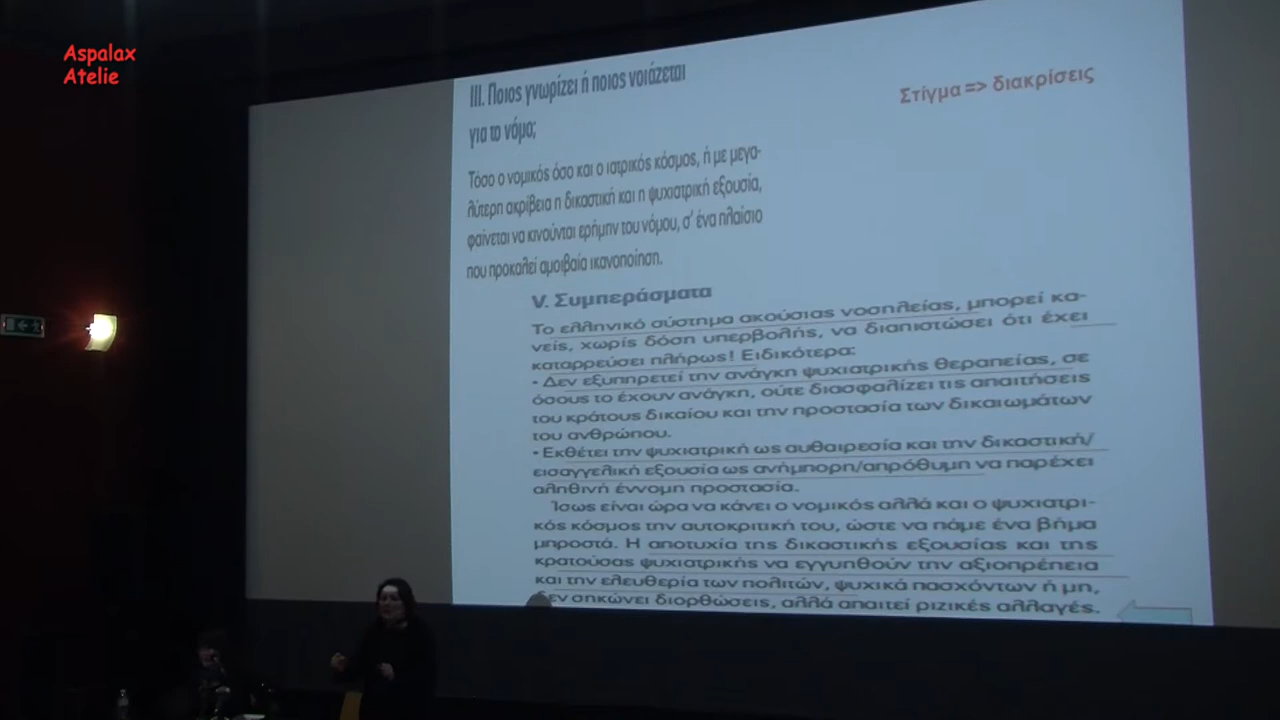 Aspalax
Atelie
III. Ποιος γνωρίζει ή ποιος νοιάζεται
για το νόμο;
Στίγμα => διακρίσεις
Τόσο ο νομικός όσο και ο ιατρικός κόσμος, ή με μεγα-
λύτερη ακρίβεια η δικαστική και η ψυχιατρική εξουσία,
φαίνεται να κινούνται ερήμην του νόμου, σ' ένα πλαίσιο
που προκαλεί αμοιβαία ικανοποίηση.
V. Συμπεράσματα
Το ελληνικό σύστημα ακούσιας νοσηλείας, μπορεί κα-
νείς, χωρίς δόση υπερβολής, να διαπιστώσει ότι έχει
καταρρεύσει πλήρως! Ειδικότερα:
- Δεν εξυπηρετεί την ανάγκη ψυχιατρικής θεραπείας, σε
όσους το έχουν ανάγκη, ούτε διασφαλίζει τις απαιτήσεις
του κράτους δικαίου και την προστασία των δικαιωμάτων
του ανθρώπου.
- Εκθέτει την ψυχιατρική ως αυθαιρεσία και την δικαστική/
εισαγγελική εξουσία ως ανήμπορη/απρόθυμη να παρέχει
αληθινή έννομη προστασία.
Ίσως είναι ώρα να κάνει ο νομικός αλλά και ο ψυχιατρι-
κός κόσμος την αυτοκριτική του, ώστε να πάμε ένα βήμα
μπροστά. Η αποτυχία της δικαστικής εξουσίας και της
κρατούσας ψυχιατρικής να εγγυηθούν την αξιοπρέπεια
και την ελευθερία των πολιτών, ψυχικά πασχόντων ή μη,
δεν σηκώνει διορθώσεις, αλλά απαιτεί ριζικές αλλαγές.